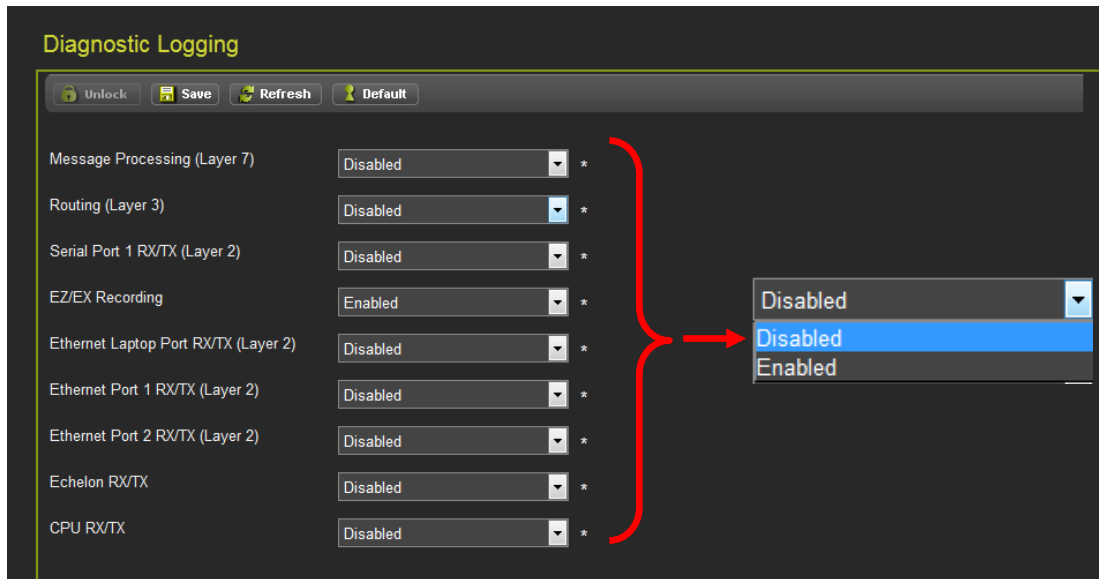 Diagnostic Logging
Unlock Save Refresh Default
Message Processing (Layer 7) Disabled *
Routing (Layer 3) Disabled *
Serial Port 1 RX/TX (Layer 2) Disabled *
EZ/EX Recording Enabled *
Ethernet Laptop Port RX/TX (Layer 2) Disabled *
Ethernet Port 1 RX/TX (Layer 2) Disabled *
Ethernet Port 2 RX/TX (Layer 2) Disabled *
Echelon RX/TX Disabled *
CPU RX/TX Disabled *
Disabled
Disabled
Enabled